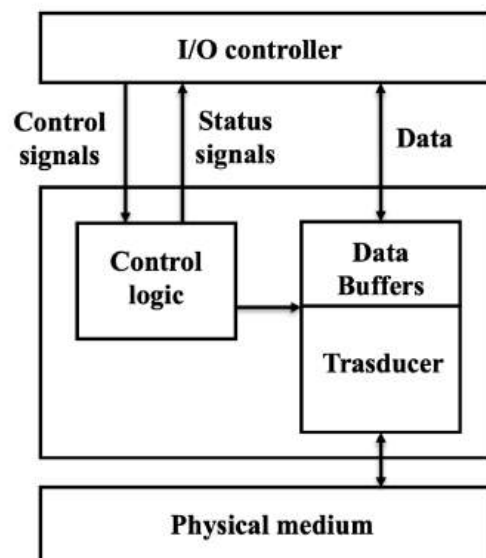 I/O controller
Control
signals
Status
signals
Data
Control
logic
Data
Buffers
Trasducer
Physical medium